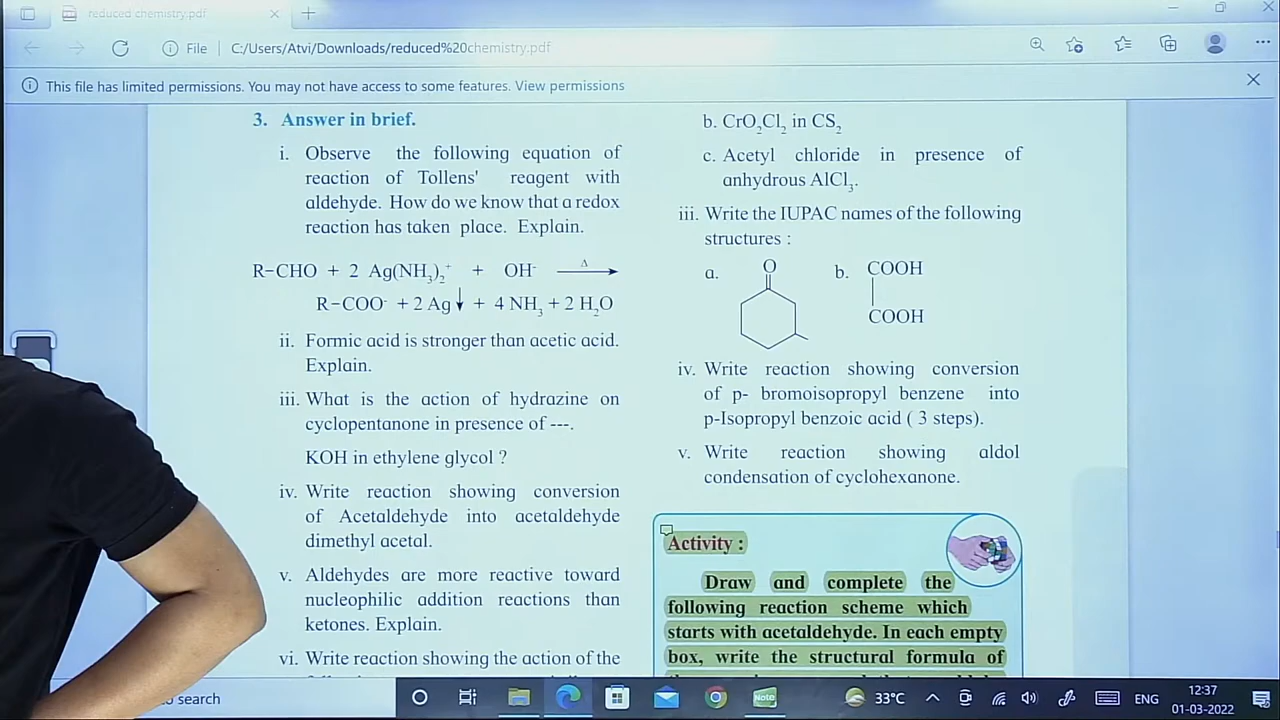 reduced chemistry.pdf
File
C:/Users/Atvi/Downloads/reduced%20chemistry.pdf
This file has limited permissions. You may not have access to some features. View permissions
3. Answer in brief.
i. Observe the following equation of
reaction of Tollens' reagent with
aldehyde. How do we know that a redox
reaction has taken place. Explain.
R−CHO + 2 Ag(NH₃)₂⁺ + OH⁻ —Δ→
R−COO⁻ + 2 Ag↓ + 4 NH₃ + 2 H₂O
ii. Formic acid is stronger than acetic acid.
Explain.
iii. What is the action of hydrazine on
cyclopentanone in presence of ---.
KOH in ethylene glycol ?
iv. Write reaction showing conversion
of Acetaldehyde into acetaldehyde
dimethyl acetal.
v. Aldehydes are more reactive toward
nucleophilic addition reactions than
ketones. Explain.
vi. Write reaction showing the action of the
b. CrO₂Cl₂ in CS₂
c. Acetyl chloride in presence of
anhydrous AlCl₃.
iii. Write the IUPAC names of the following
structures :
a. O b. COOH
COOH
iv. Write reaction showing conversion
of p- bromoisopropyl benzene into
p-Isopropyl benzoic acid ( 3 steps).
v. Write reaction showing aldol
condensation of cyclohexanone.
Activity :
Draw and complete the
following reaction scheme which
starts with acetaldehyde. In each empty
box, write the structural formula of
search
Note
33°C
ENG
12:37
01-03-2022